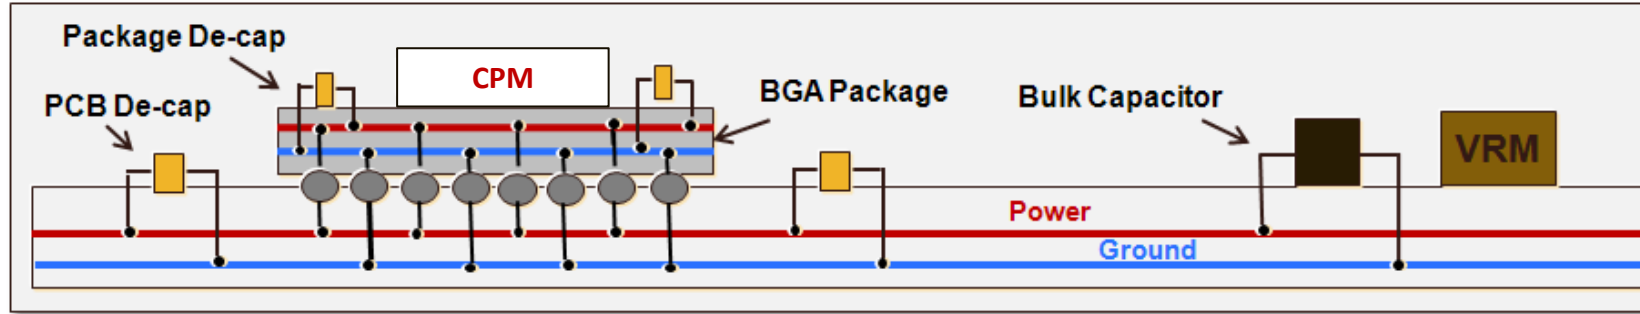 Package De-cap
CPM
PCB De-cap
BGA Package
Bulk Capacitor
VRM
Power
Ground